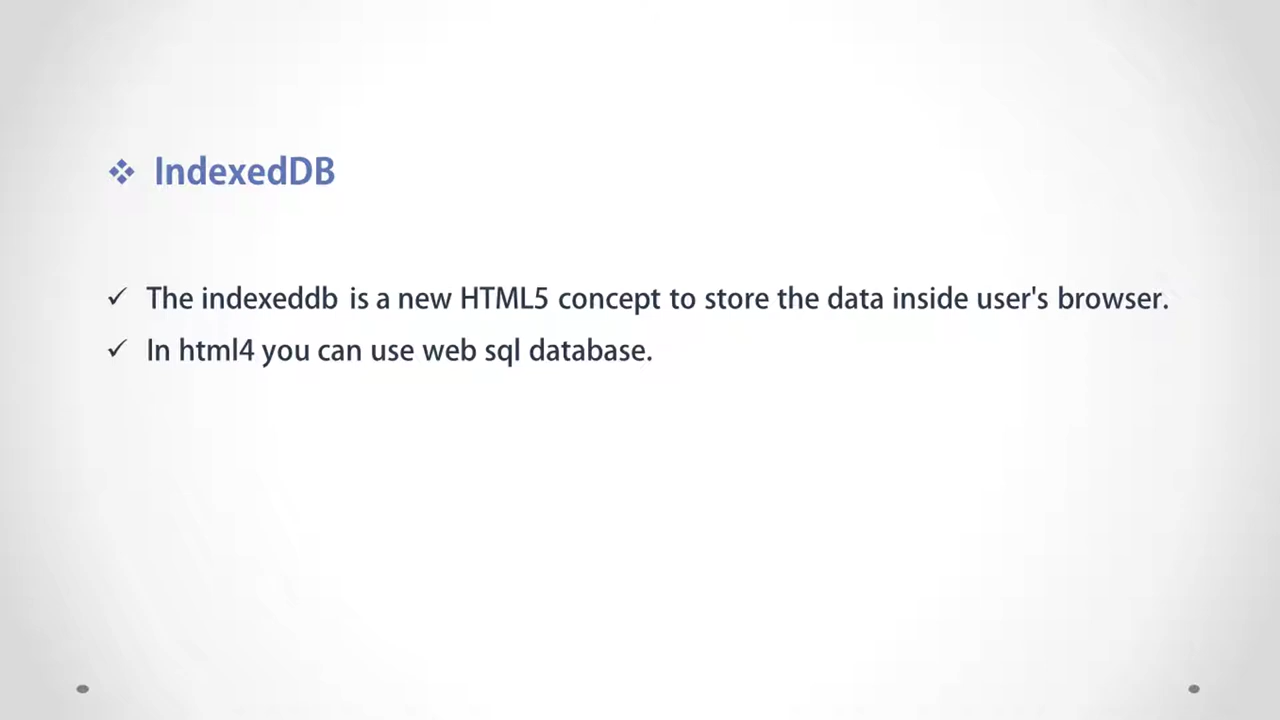 IndexedDB
The indexeddb is a new HTML5 concept to store the data inside user's browser.
In html4 you can use web sql database.